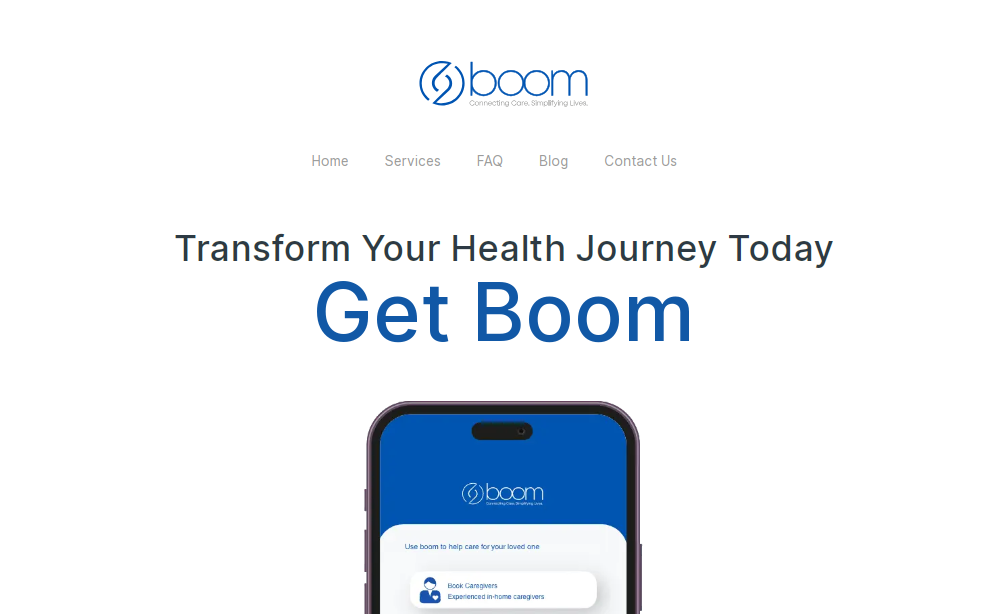 boom
Connecting Care, Simplifying Lives.
Home Services FAQ Blog Contact Us
Transform Your Health Journey Today
Get Boom
boom
Connecting Care, Simplifying Lives.
Use boom to help care for your loved one
Book Caregivers
Experienced in-home caregivers